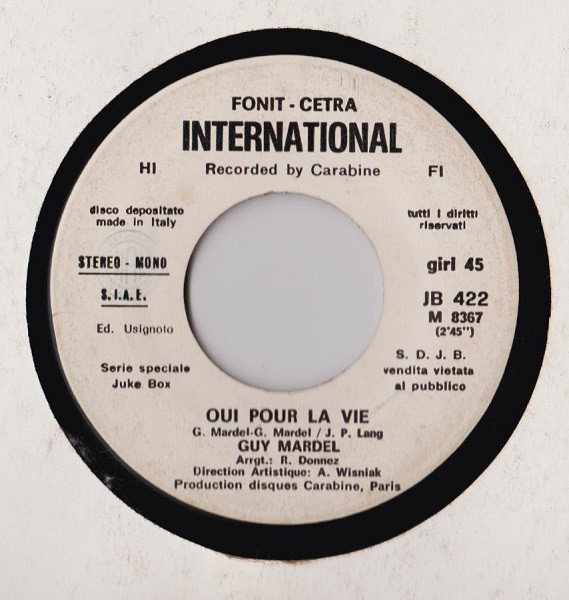 FONIT - CETRA
INTERNATIONAL
HI Recorded by Carabine FI
disco depositato
made in Italy
tutti i diritti
riservati
STEREO - MONO
girl 45
S.I.A.E.
JB 422
M 8367
(2'45")
Ed. Usignolo
Serie speciale
Juke Box
S. D. J. B.
vendita vietata
al pubblico
OUI POUR LA VIE
G. Mardel-G. Mardel / J. P. Lang
GUY MARDEL
Arrgt.: R. Donnez
Direction Artistique: A. Wisniak
Production disques Carabine, Paris